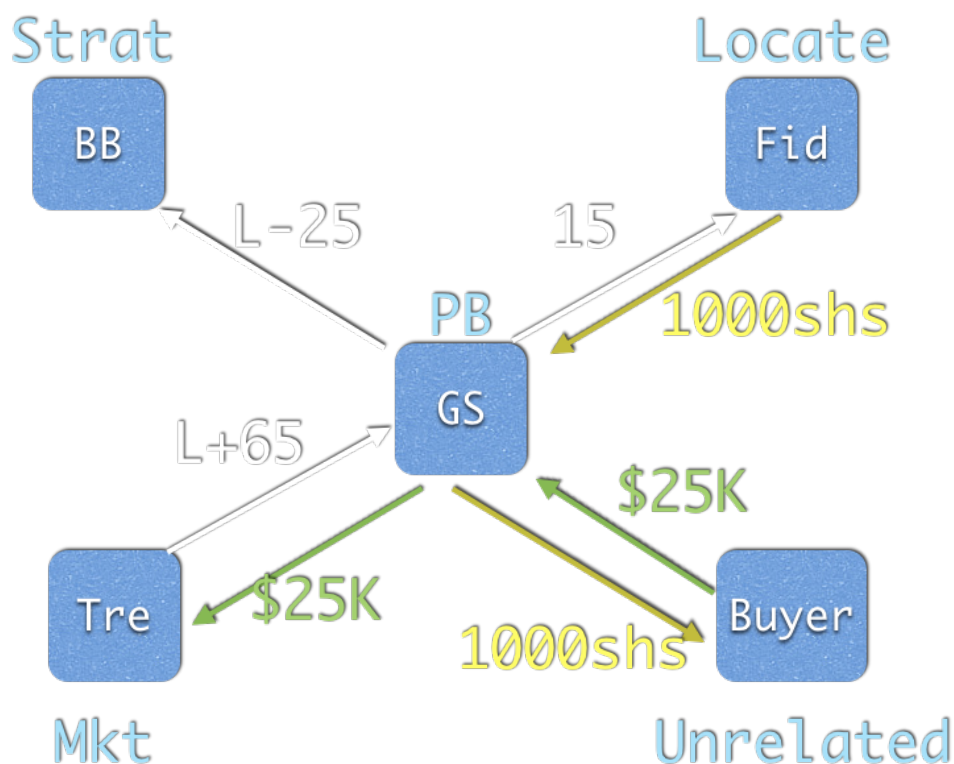 Strat
Locate
BB
Fid
L-25
15
PB
1000shs
GS
L+65
$25K
$25K
Tre
Buyer
1000shs
Mkt
Unrelated